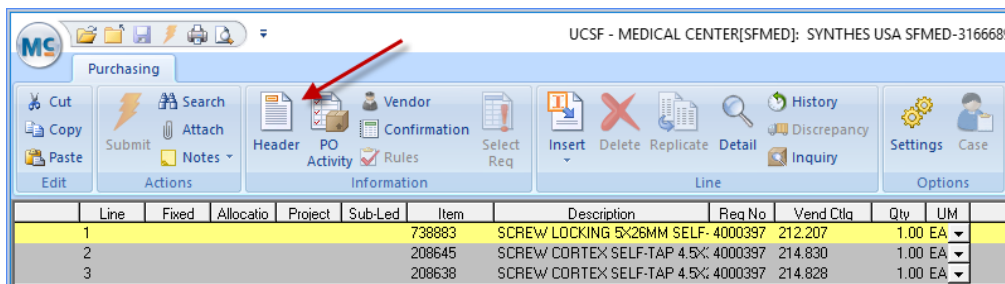 MC
UCSF - MEDICAL CENTER[SFMED]: SYNTHES USA SFMED-316668
Purchasing
Cut
Copy
Paste
Edit
Submit
Search
Attach
Notes
Actions
Header
PO Activity
Vendor
Confirmation
Rules
Select Req
Information
Insert
Delete
Replicate
Detail
History
Discrepancy
Inquiry
Line
Settings
Case
Options
Line Fixed Allocatio Project Sub-Led Item Description Req No Vend Ctlg Qty UM
1 738883 SCREW LOCKING 5X26MM SELF- 4000397 212.207 1.00 EA
2 208645 SCREW CORTEX SELF-TAP 4.5X 4000397 214.830 1.00 EA
3 208638 SCREW CORTEX SELF-TAP 4.5X 4000397 214.828 1.00 EA